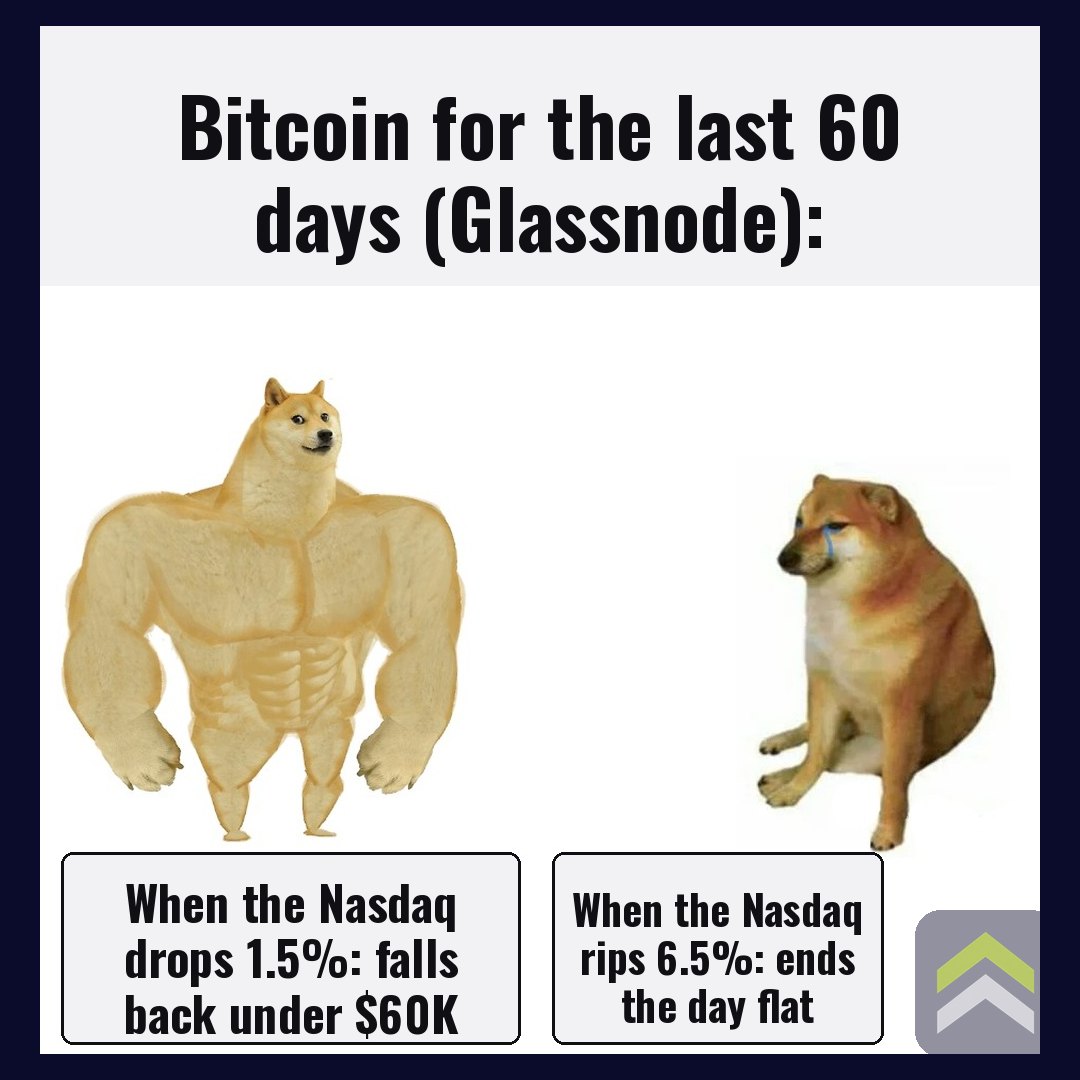 Bitcoin for the last 60
days (Glassnode):
When the Nasdaq
drops 1.5%: falls
back under $60K
When the Nasdaq
rips 6.5%: ends
the day flat